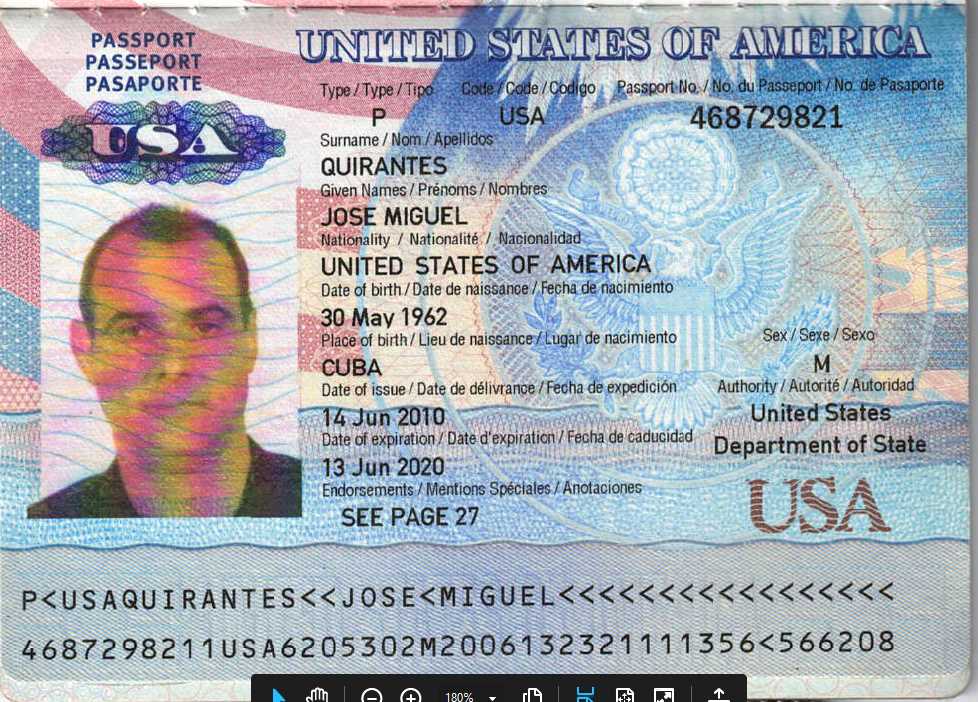 PASSPORT
PASSEPORT
PASAPORTE
USA
UNITED STATES OF AMERICA
Type / Type / Tipo Code / Code / Codigo Passport No. / No. du Passeport / No. de Pasaporte
P USA 468729821
Surname / Nom / Apellidos
QUIRANTES
Given Names / Prénoms / Nombres
JOSE MIGUEL
Nationality / Nationalité / Nacionalidad
UNITED STATES OF AMERICA
Date of birth / Date de naissance / Fecha de nacimiento
30 May 1962
Place of birth / Lieu de naissance / Lugar de nacimiento Sex / Sexe / Sexo
CUBA M
Date of issue / Date de délivrance / Fecha de expedición Authority / Autorité / Autoridad
14 Jun 2010 United States
Date of expiration / Date d'expiration / Fecha de caducidad Department of State
13 Jun 2020
Endorsements / Mentions Spéciales / Anotaciones
SEE PAGE 27 USA
P<USAQUIRANTES<<JOSE<MIGUEL<<<<<<<<<<<<<<<<<
4687298211USA6205302M2006132321111356<566208
180%